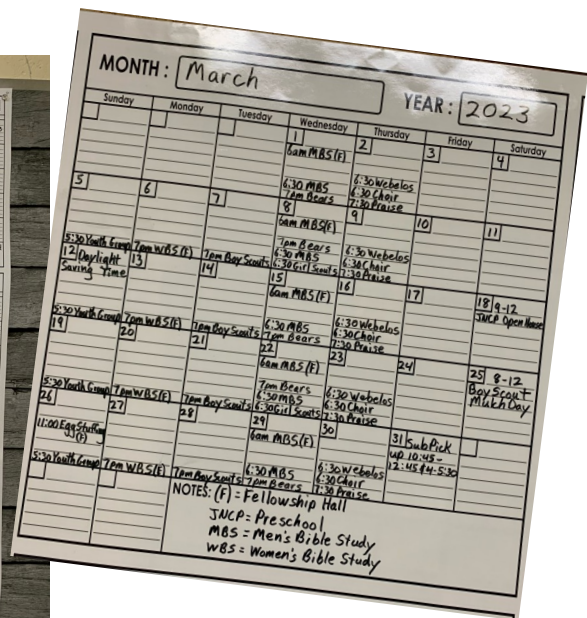 MONTH: March YEAR: 2023
Sunday Monday Tuesday Wednesday Thursday Friday Saturday
1
6am MBS (F)
6:30 MBS
7pm Bears
2
6:30 Webelos
6:30 Choir
7:30 Praise
3
4
5
5:30 Youth Group
6
7pm WBS (F)
7
7pm Boy Scouts
8
6am MBS(F)
7pm Bears
6:30 MBS
6:30 Girl Scouts
9
6:30 Webelos
6:30 Choir
7:30 Praise
10
11
12 Daylight
Saving Time
5:30 Youth Group
13
7pm WBS (F)
14
7pm Boy Scouts
15
6am MBS (F)
6:30 MBS
7pm Bears
16
6:30 Webelos
6:30 Choir
7:30 Praise
17
18 9-12
JNCP Open House
19
5:30 Youth Group
20
7pm WBS(F)
21
7pm Boy Scouts
22
6am MBS (F)
7pm Bears
6:30 MBS
6:30 Girl Scouts
23
6:30 Webelos
6:30 Choir
7:30 Praise
24
25 8-12
Boy Scout
Mulch Day
26
11:00 Egg Stuffing
(F)
5:30 Youth Group
27
7pm WBS (F)
28
7pm Boy Scouts
29
6am MBS (F)
6:30 MBS
7pm Bears
30
6:30 Webelos
6:30 Choir
7:30 Praise
31 Sub Pick
up 10:45-
12:45 & 4-5:30
NOTES: (F) = Fellowship Hall
JNCP = Preschool
MBS = Men's Bible Study
WBS = Women's Bible Study